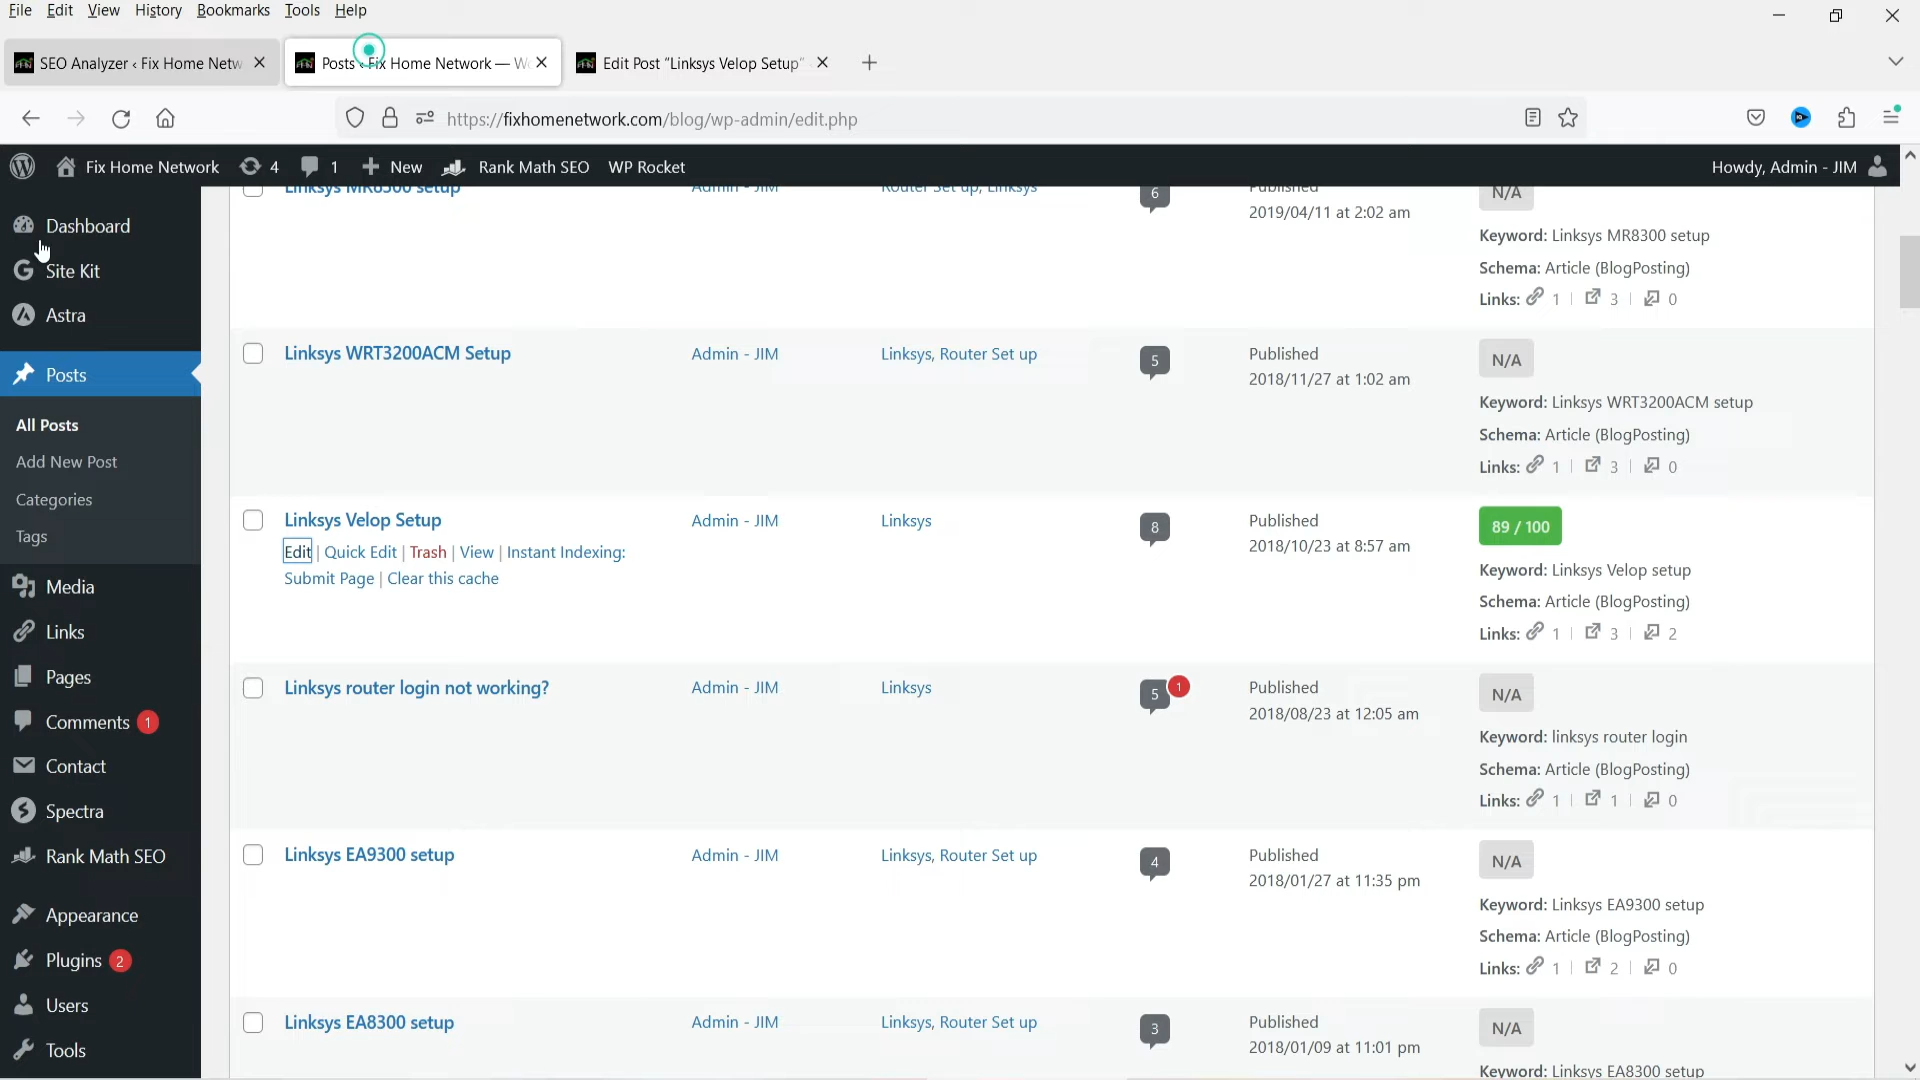 File Edit View History Bookmarks Tools Help
SEO Analyzer ‹ Fix Home Netw
Posts ‹ Fix Home Network — W
Edit Post “Linksys Velop Setup”
https://fixhomenetwork.com/blog/wp-admin/edit.php
Fix Home Network 4 1 New Rank Math SEO WP Rocket Howdy, Admin - JIM
Linksys MR8300 setup Admin - JIM Router Set up, Linksys 6 Published N/A
2019/04/11 at 2:02 am
Keyword: Linksys MR8300 setup
Schema: Article (BlogPosting)
Links: 1 | 3 | 0
Dashboard
Site Kit
Astra
Posts
All Posts
Add New Post
Categories
Tags
Media
Links
Pages
Comments 1
Contact
Spectra
Rank Math SEO
Appearance
Plugins 2
Users
Tools
Linksys WRT3200ACM Setup Admin - JIM Linksys, Router Set up 5 Published N/A
2018/11/27 at 1:02 am
Keyword: Linksys WRT3200ACM setup
Schema: Article (BlogPosting)
Links: 1 | 3 | 0
Linksys Velop Setup Admin - JIM Linksys 8 Published 89 / 100
Edit | Quick Edit | Trash | View | Instant Indexing:
Submit Page | Clear this cache
2018/10/23 at 8:57 am
Keyword: Linksys Velop setup
Schema: Article (BlogPosting)
Links: 1 | 3 | 2
Linksys router login not working? Admin - JIM Linksys 5 1 Published N/A
2018/08/23 at 12:05 am
Keyword: linksys router login
Schema: Article (BlogPosting)
Links: 1 | 1 | 0
Linksys EA9300 setup Admin - JIM Linksys, Router Set up 4 Published N/A
2018/01/27 at 11:35 pm
Keyword: Linksys EA9300 setup
Schema: Article (BlogPosting)
Links: 1 | 2 | 0
Linksys EA8300 setup Admin - JIM Linksys, Router Set up 3 Published N/A
2018/01/09 at 11:01 pm
Keyword: Linksys EA8300 setup